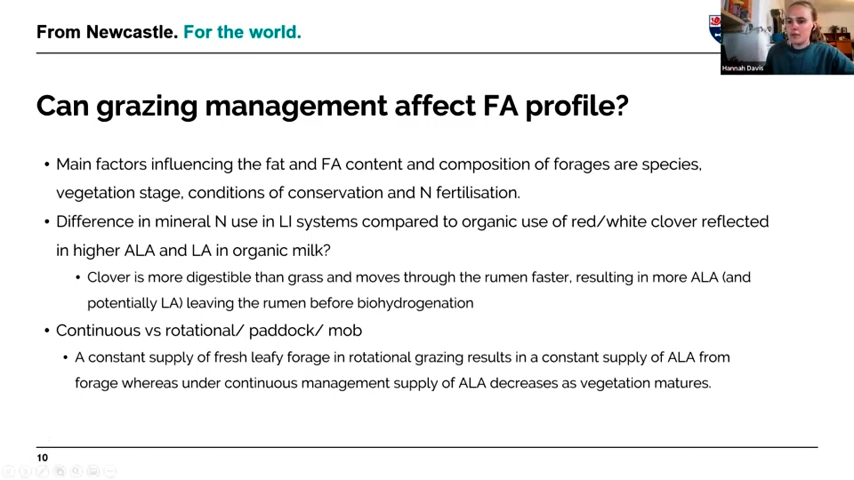 From Newcastle. For the world.
Hannah Davis
Can grazing management affect FA profile?
• Main factors influencing the fat and FA content and composition of forages are species,
vegetation stage, conditions of conservation and N fertilisation.
• Difference in mineral N use in LI systems compared to organic use of red/white clover reflected
in higher ALA and LA in organic milk?
• Clover is more digestible than grass and moves through the rumen faster, resulting in more ALA (and
potentially LA) leaving the rumen before biohydrogenation
• Continuous vs rotational/ paddock/ mob
• A constant supply of fresh leafy forage in rotational grazing results in a constant supply of ALA from
forage whereas under continuous management supply of ALA decreases as vegetation matures.
10